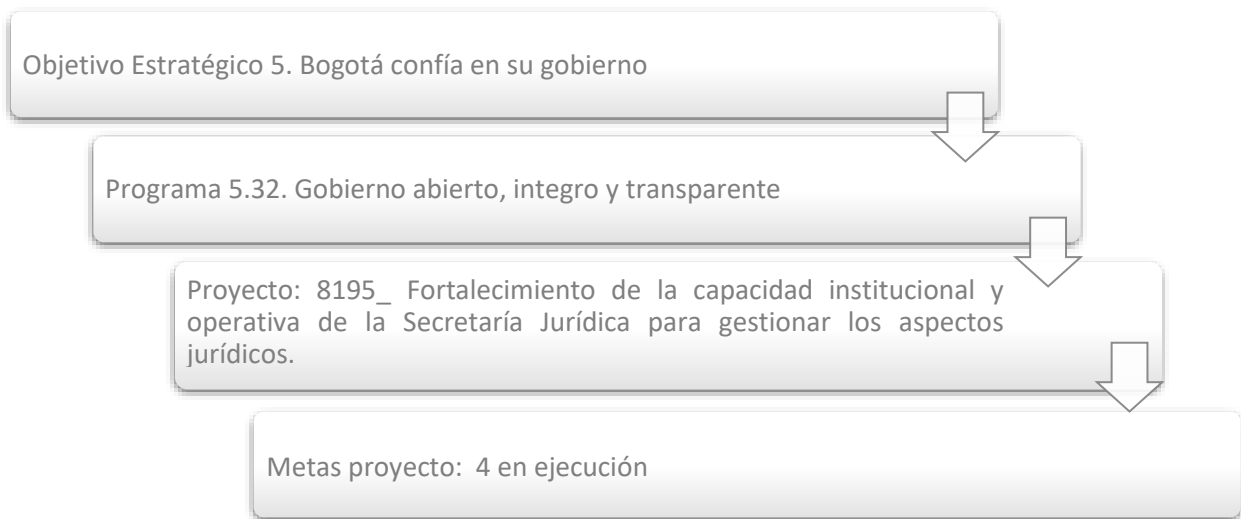 Objetivo Estratégico 5. Bogotá confía en su gobierno
Programa 5.32. Gobierno abierto, integro y transparente
Proyecto: 8195_ Fortalecimiento de la capacidad institucional y
operativa de la Secretaría Jurídica para gestionar los aspectos
jurídicos.
Metas proyecto: 4 en ejecución